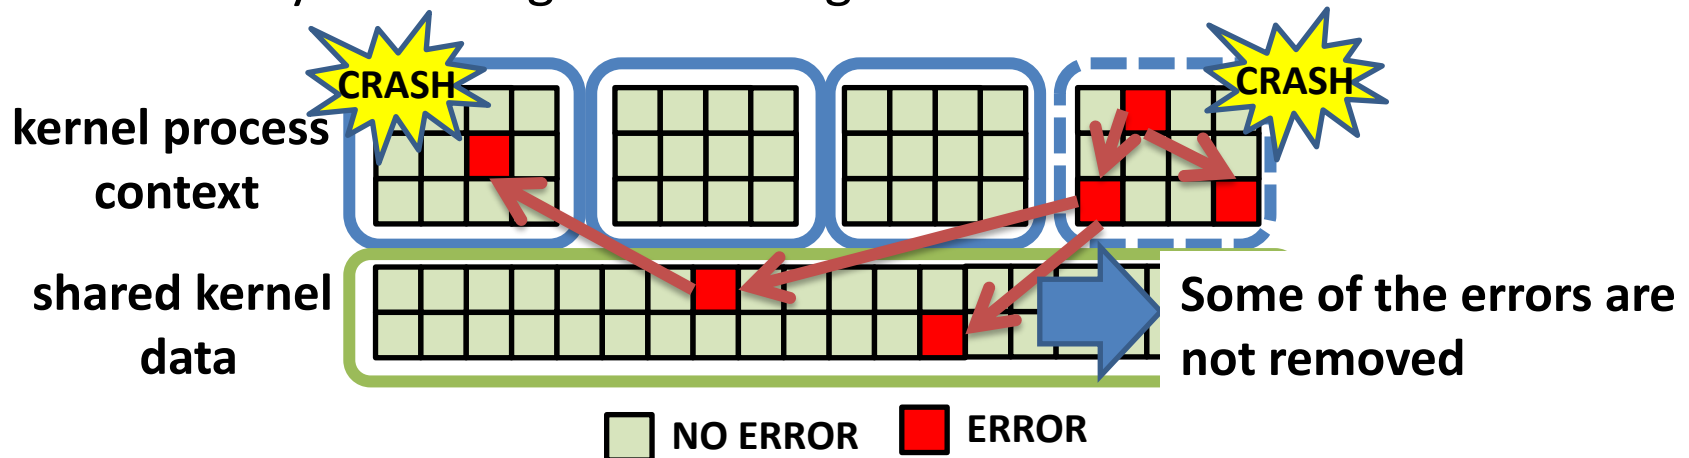 CRASH
CRASH
kernel process
context
shared kernel
data
Some of the errors are
not removed
NO ERROR
ERROR